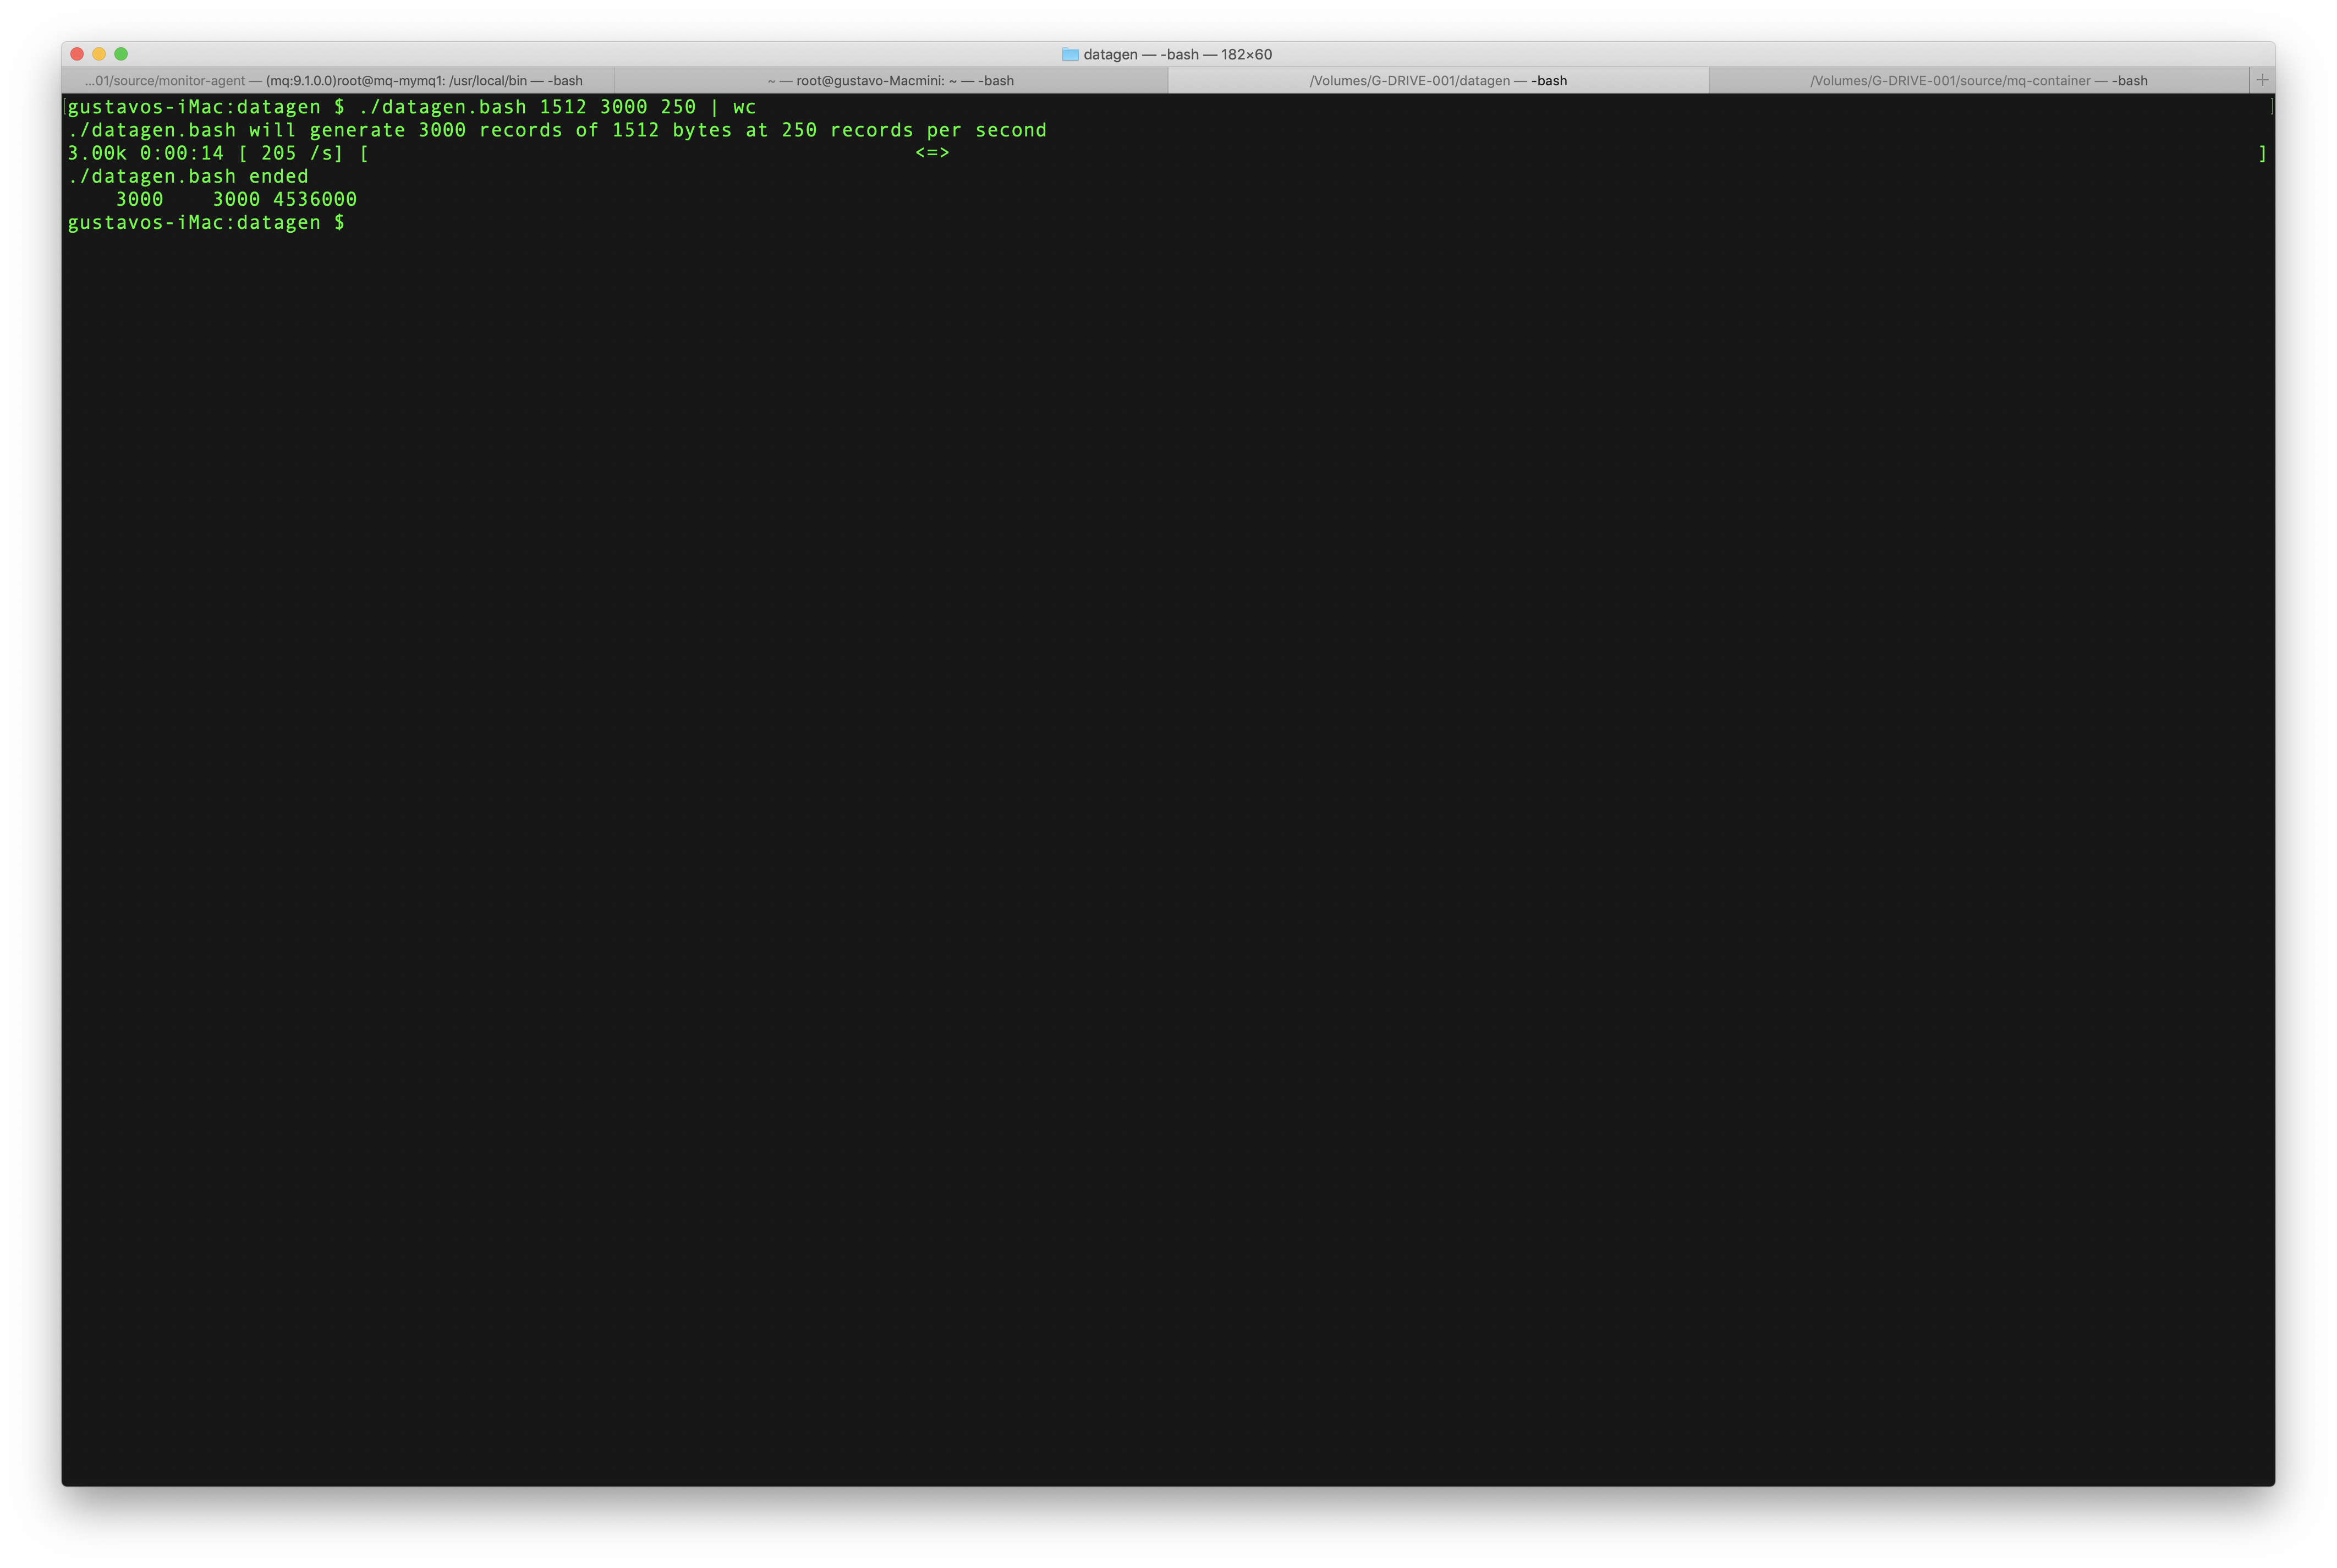 datagen — -bash — 182×60
...01/source/monitor-agent — (mq:9.1.0.0)root@mq-mymq1: /usr/local/bin — -bash
~ — root@gustavo-Macmini: ~ — -bash
/Volumes/G-DRIVE-001/datagen — -bash
/Volumes/G-DRIVE-001/source/mq-container — -bash
[gustavos-iMac:datagen $ ./datagen.bash 1512 3000 250 | wc ]
./datagen.bash will generate 3000 records of 1512 bytes at 250 records per second
3.00k 0:00:14 [ 205 /s] [ <=> ]
./datagen.bash ended
    3000    3000 4536000
gustavos-iMac:datagen $